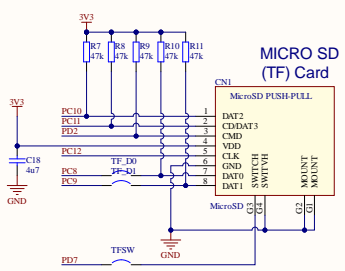 3V3
R7 R8 R9 R10 R11
47k 47k 47k 47k 47k
MICRO SD
(TF) Card
CN1
MicroSD PUSH-PULL
3V3
PC10 1 DAT2
PC11 2 CD/DAT3
PD2 3 CMD
4 VDD
PC12 5 CLK
6 GND
PC8 TF_D0 7 DAT0
PC9 TF_D1 8 DAT1
SWITCH
SWITVH
MOUNT
MOUNT
C18
4u7
GND
MicroSD
G3 G4 G2 G1
GND
PD7 TFSW